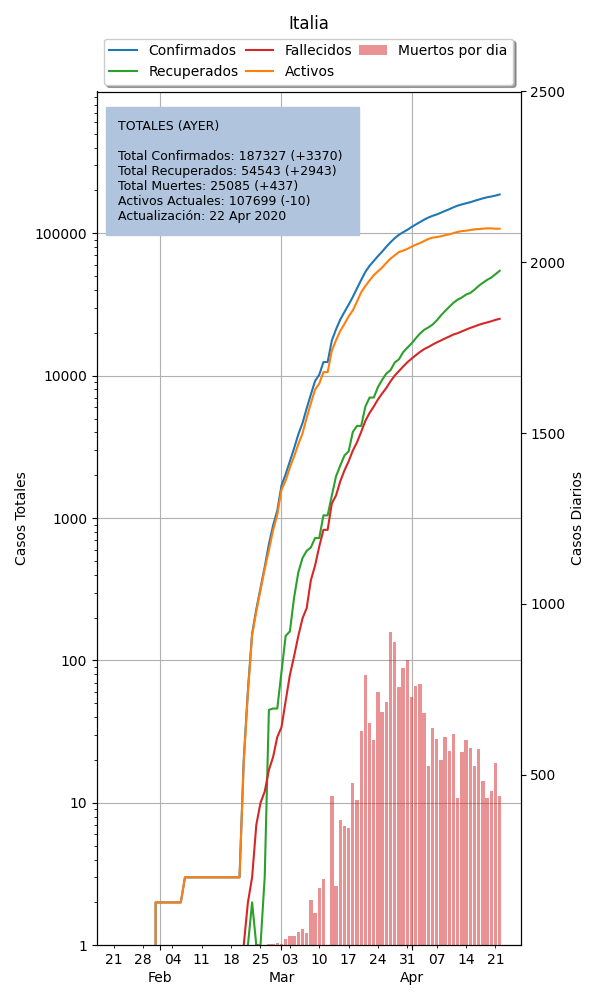 Italia
Confirmados
Recuperados
Fallecidos
Activos
Muertos por dia
TOTALES (AYER)
Total Confirmados: 187327 (+3370)
Total Recuperados: 54543 (+2943)
Total Muertes: 25085 (+437)
Activos Actuales: 107699 (-10)
Actualización: 22 Apr 2020
Casos Totales
100000
10000
1000
100
10
1
2500
2000
1500
1000
500
Casos Diarios
21 28 04 11 18 25 03 10 17 24 31 07 14 21
Feb Mar Apr